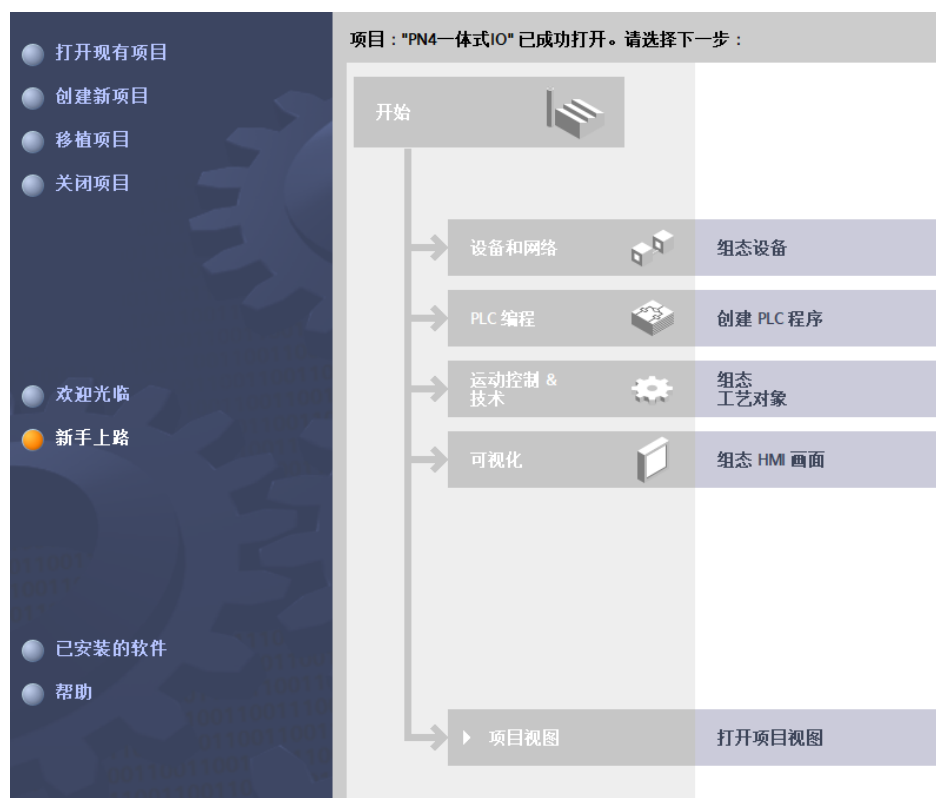 打开现有项目
创建新项目
移植项目
关闭项目
欢迎光临
新手上路
已安装的软件
帮助
项目："PN4一体式IO" 已成功打开。请选择下一步：
开始
设备和网络
组态设备
PLC 编程
创建 PLC 程序
运动控制 &
技术
组态
工艺对象
可视化
组态 HMI 画面
项目视图
打开项目视图